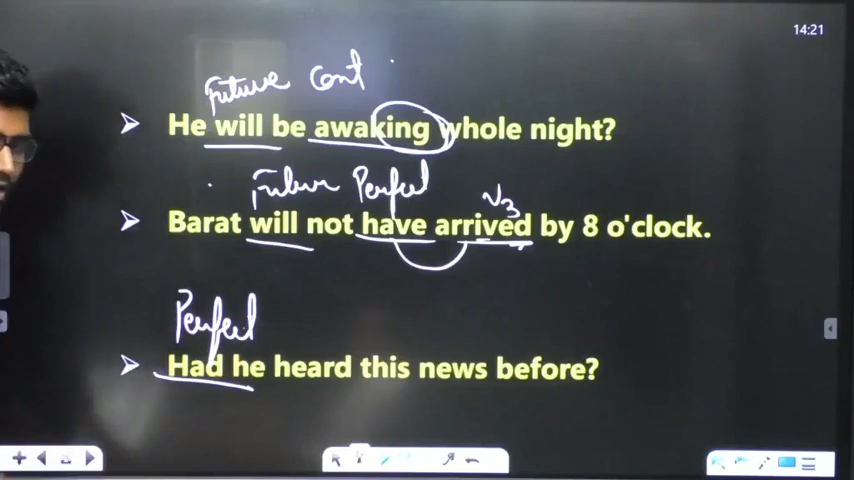 14:21
Future Cont
➤ He will be awaking whole night?
Future Perfect
V3
➤ Barat will not have arrived by 8 o'clock.
Perfect
➤ Had he heard this news before?